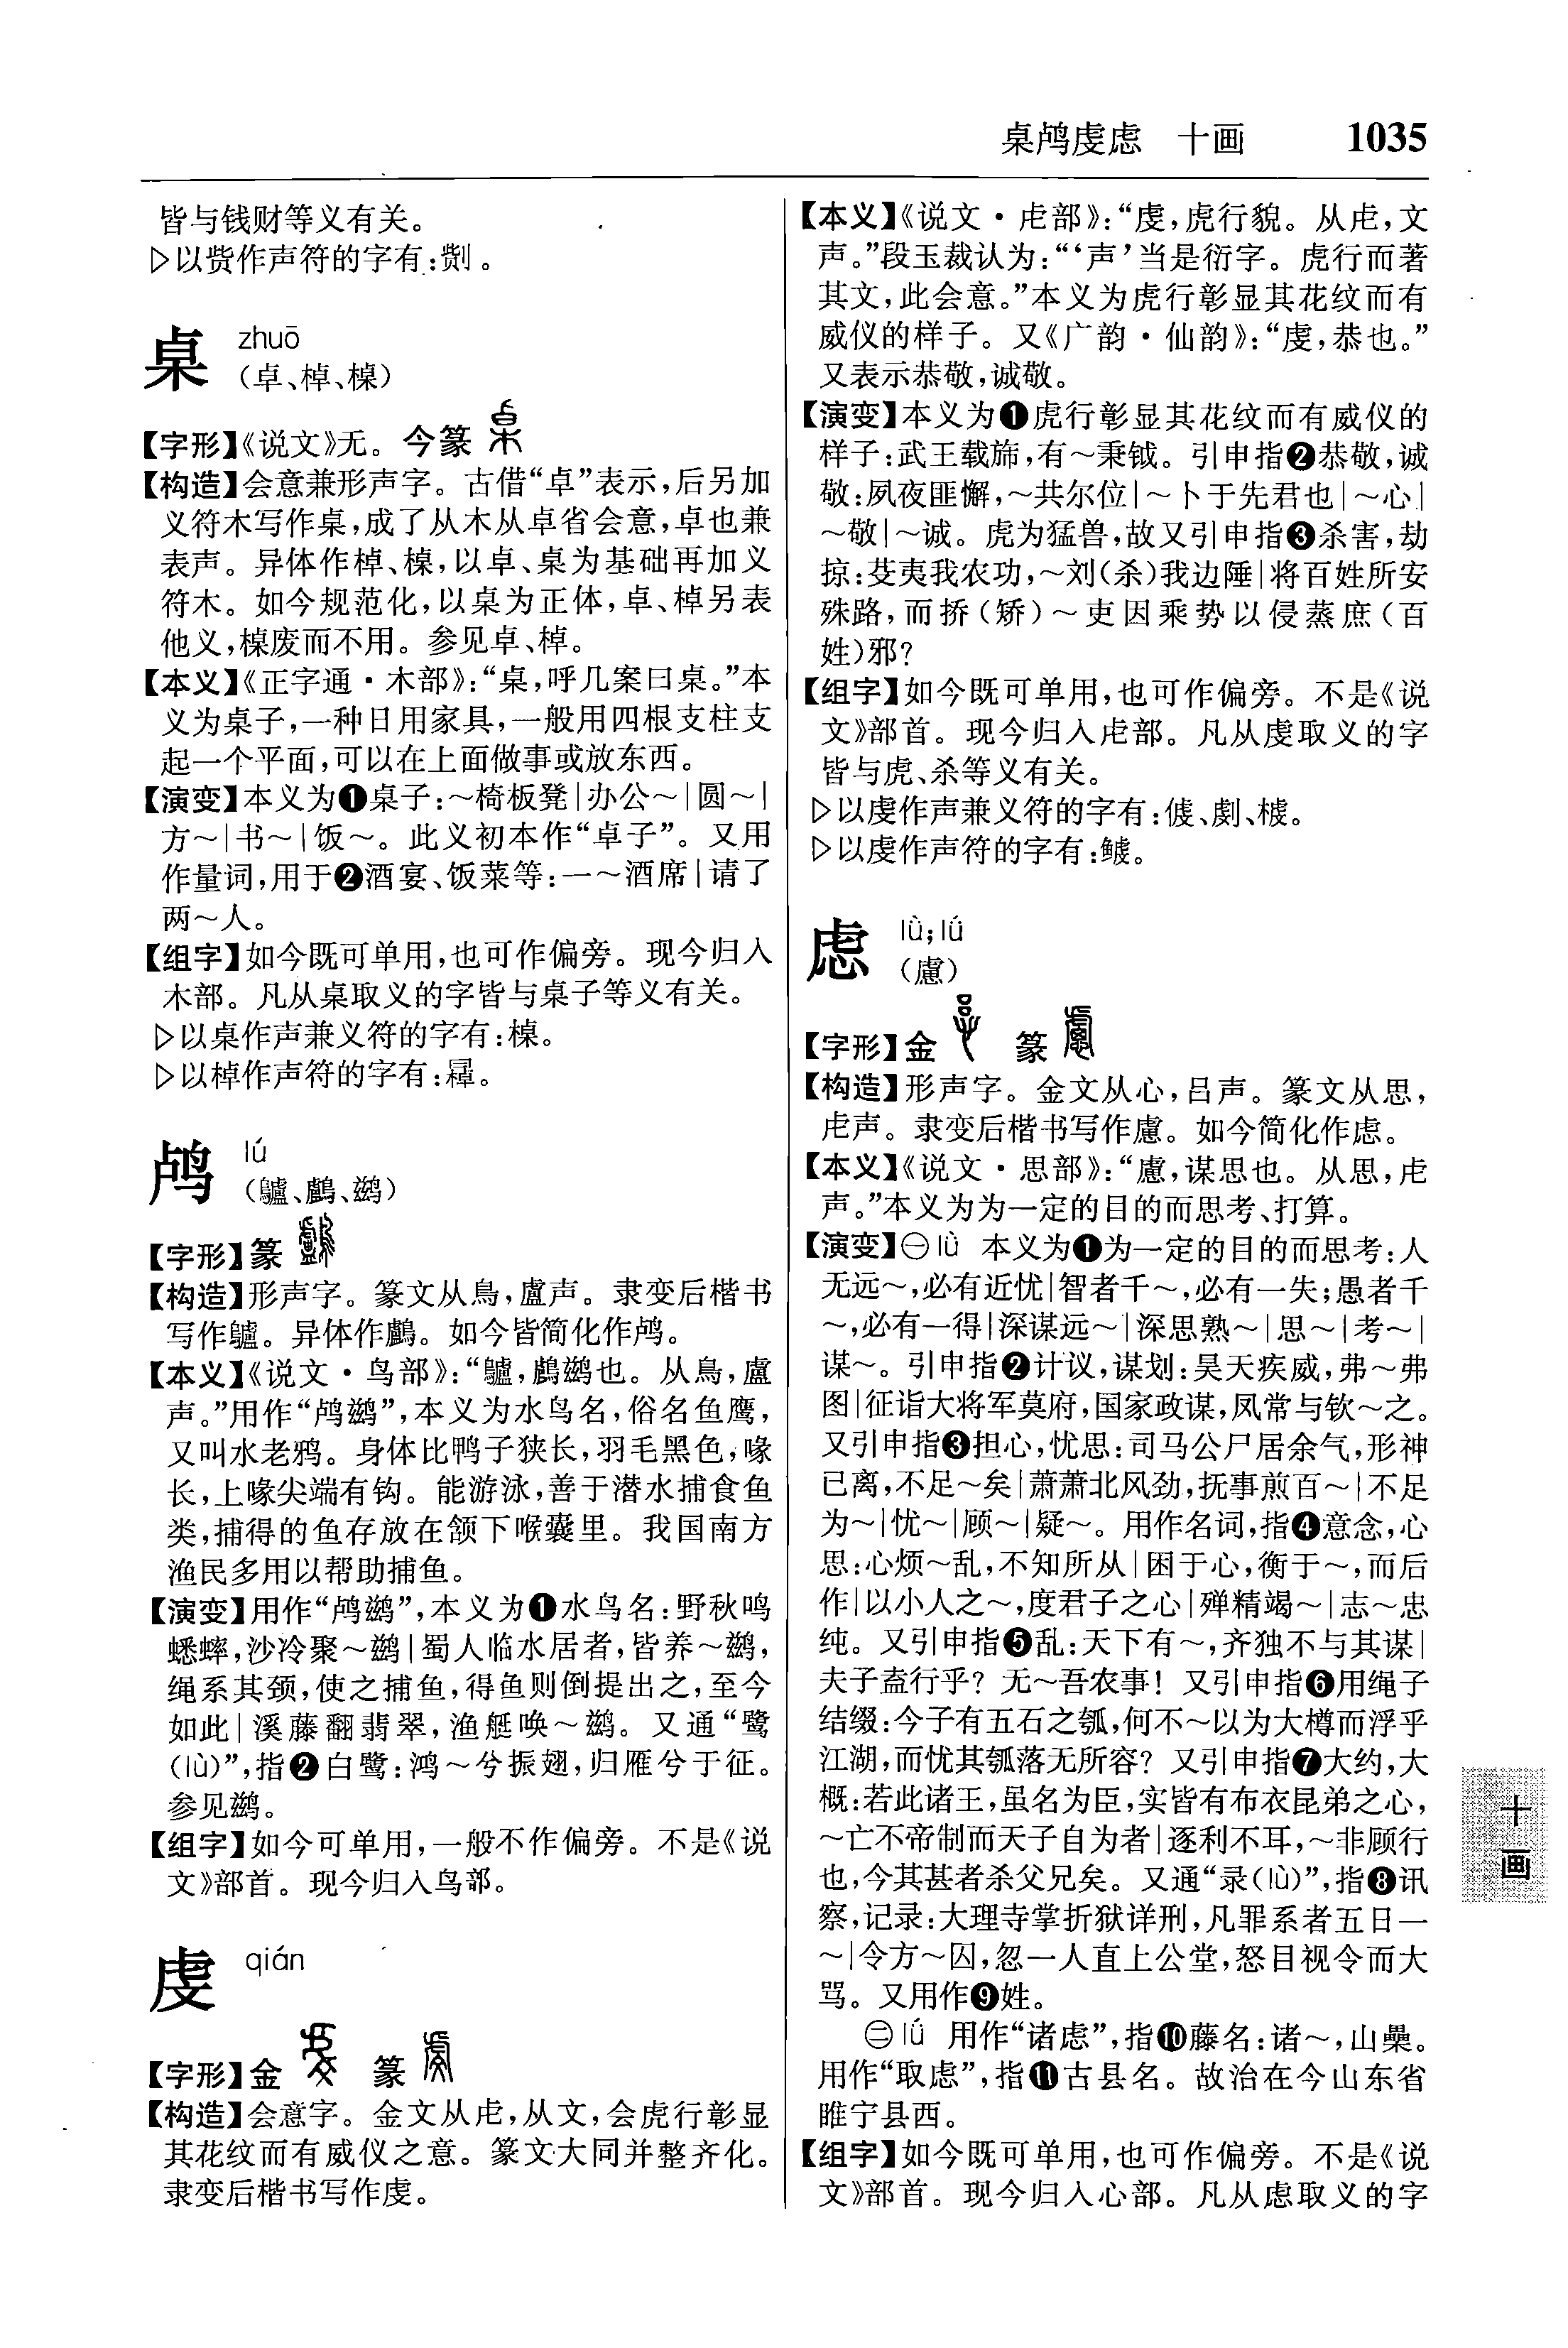 桌鸬虔虑 十画 1035
皆与钱财等义有关。
▷以赀作声符的字有:㓨。
桌 zhuō
(卓、棹、槕)
【字形】《说文》无。今篆
【构造】会意兼形声字。古借“卓”表示,后另加
义符木写作桌,成了从木从卓省会意,卓也兼
表声。异体作棹、槕,以卓、桌为基础再加义
符木。如今规范化,以桌为正体,卓、棹另表
他义,槕废而不用。参见卓、棹。
【本义】《正字通·木部》:“桌,呼几案曰桌。”本
义为桌子,一种日用家具,一般用四根支柱支
起一个平面,可以在上面做事或放东西。
【演变】本义为❶桌子:~椅板凳|办公~|圆~|
方~|书~|饭~。此义初本作“卓子”。又用
作量词,用于❷酒宴、饭菜等:一~酒席|请了
两~人。
【组字】如今既可单用,也可作偏旁。现今归入
木部。凡从桌取义的字皆与桌子等义有关。
▷以桌作声兼义符的字有:槕。
▷以棹作声符的字有:。
鸬 lú
(鸕、鸕、鹚)
【字形】篆
【构造】形声字。篆文从鳥,盧声。隶变后楷书
写作鸕。异体作鸕。如今皆简化作鸬。
【本义】《说文·鸟部》:“鸕,鸕鹚也。从鳥,盧
声。”用作“鸬鹚”,本义为水鸟名,俗名鱼鹰,
又叫水老鸦。身体比鸭子狭长,羽毛黑色,喙
长,上喙尖端有钩。能游泳,善于潜水捕食鱼
类,捕得的鱼存放在颔下喉囊里。我国南方
渔民多用以帮助捕鱼。
【演变】用作“鸬鹚”,本义为❶水鸟名:野秋鸣
蟋蟀,沙冷聚~鹚|蜀人临水居者,皆养~鹚,
绳系其颈,使之捕鱼,得鱼则倒提出之,至今
如此|溪藤翻翡翠,渔艇唤~鹚。又通“鹭
(lù)”,指❷白鹭:鸿~兮振翅,归雁兮于征。
参见鹚。
【组字】如今可单用,一般不作偏旁。不是《说
文》部首。现今归入鸟部。
虔 qián
【字形】金 篆
【构造】会意字。金文从虍,从文,会虎行彰显
其花纹而有威仪之意。篆文大同并整齐化。
隶变后楷书写作虔。
【本义】《说文·虍部》:“虔,虎行貌。从虍,文
声。”段玉裁认为:“‘声’当是衍字。虎行而著
其文,此会意。”本义为虎行彰显其花纹而有
威仪的样子。又《广韵·仙韵》:“虔,恭也。”
又表示恭敬,诚敬。
【演变】本义为❶虎行彰显其花纹而有威仪的
样子:武王载旆,有~秉钺。引申指❷恭敬,诚
敬:夙夜匪懈,~共尔位|~卜于先君也|~心|
~敬|~诚。虎为猛兽,故又引申指❸杀害,劫
掠:芟夷我农功,~刘(杀)我边陲|将百姓所安
殊路,而挢(矫)~吏因乘势以侵蒸庶(百
姓)邪?
【组字】如今既可单用,也可作偏旁。不是《说
文》部首。现今归入虍部。凡从虔取义的字
皆与虎、杀等义有关。
▷以虔作声兼义符的字有:㔤、㓺、榩。
▷以虔作声符的字有:鰬。
虑 lǜ;lú
(慮)
【字形】金 篆
【构造】形声字。金文从心,吕声。篆文从思,
虍声。隶变后楷书写作慮。如今简化作虑。
【本义】《说文·思部》:“慮,谋思也。从思,虍
声。”本义为为一定的目的而思考、打算。
【演变】㊀lǜ 本义为❶为一定的目的而思考:人
无远~,必有近忧|智者千~,必有一失;愚者千
~,必有一得|深谋远~|深思熟~|思~|考~|
谋~。引申指❷计议,谋划:昊天疾威,弗~弗
图|征诣大将军莫府,国家政谋,凤常与钦~之。
又引申指❸担心,忧思:司马公尸居余气,形神
已离,不足~矣|萧萧北风劲,抚事煎百~|不足
为~|忧~|顾~|疑~。用作名词,指❹意念,心
思:心烦~乱,不知所从|困于心,衡于~,而后
作|以小人之~,度君子之心|殚精竭~|志~忠
纯。又引申指❺乱:天下有~,齐独不与其谋|
夫子盍行乎?无~吾农事!又引申指❻用绳子
结缀:今子有五石之瓠,何不~以为大樽而浮乎
江湖,而忧其瓠落无所容?又引申指❼大约,大
概:若此诸王,虽名为臣,实皆有布衣昆弟之心,
~亡不帝制而天子自为者|逐利不耳,~非顾行
也,今其甚者杀父兄矣。又通“录(lù)”,指❽讯
察,记录:大理寺掌折狱详刑,凡罪系者五日一
~|令方~囚,忽一人直上公堂,怒目视令而大
骂。又用作❾姓。
㊁lú 用作“诸虑”,指❿藤名:诸~,山櫐。
用作“取虑”,指⓫古县名。故治在今山东省
睢宁县西。
【组字】如今既可单用,也可作偏旁。不是《说
文》部首。现今归入心部。凡从虑取义的字
十画